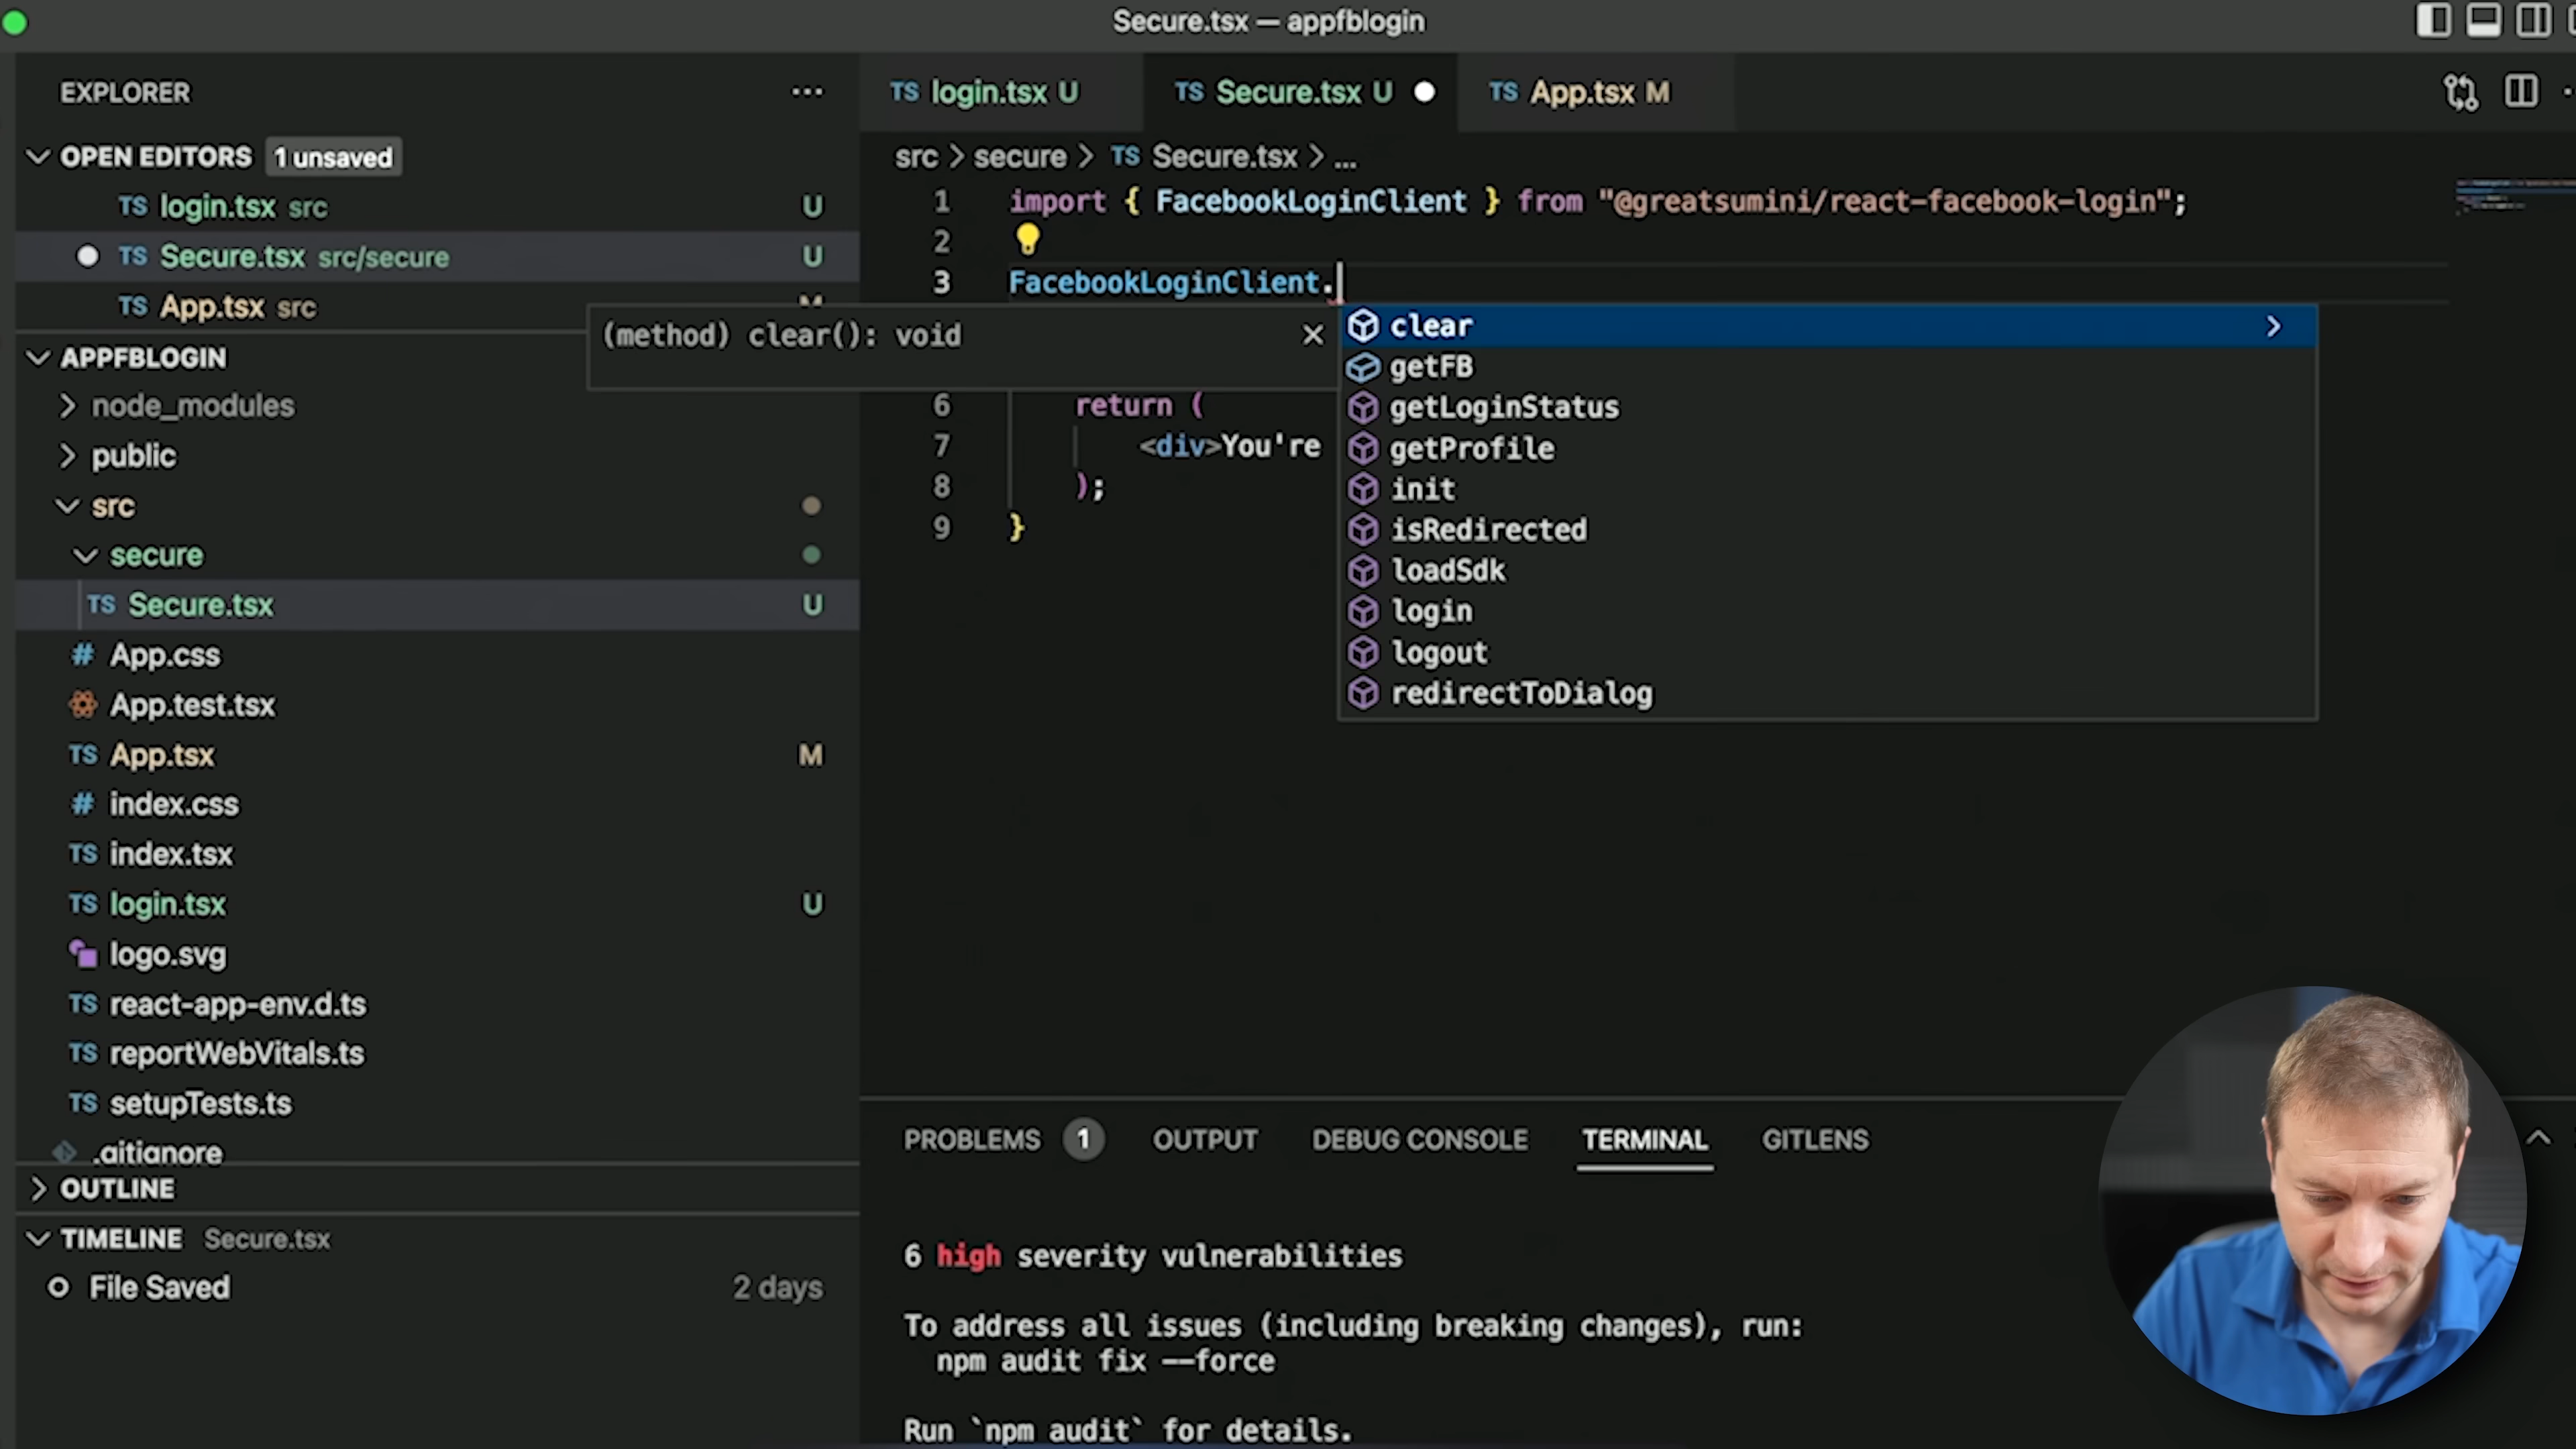 Secure.tsx — appfblogin
EXPLORER
OPEN EDITORS 1 unsaved
TS login.tsx src U
TS Secure.tsx src/secure U
TS App.tsx src M
APPFBLOGIN
node_modules
public
src
secure
TS Secure.tsx U
# App.css
App.test.tsx
TS App.tsx M
# index.css
TS index.tsx
TS login.tsx U
logo.svg
TS react-app-env.d.ts
TS reportWebVitals.ts
TS setupTests.ts
.gitignore
OUTLINE
TIMELINE Secure.tsx
File Saved 2 days
TS login.tsx U
TS Secure.tsx U
TS App.tsx M
src > secure > TS Secure.tsx > ...
1 import { FacebookLoginClient } from "@greatsumini/react-facebook-login";
2
3 FacebookLoginClient.
(method) clear(): void
clear
getFB
getLoginStatus
getProfile
init
isRedirected
loadSdk
login
logout
redirectToDialog
6 return (
7 <div>You're
8 );
9 }
PROBLEMS 1 OUTPUT DEBUG CONSOLE TERMINAL GITLENS
6 high severity vulnerabilities
To address all issues (including breaking changes), run:
npm audit fix --force
Run `npm audit` for details.